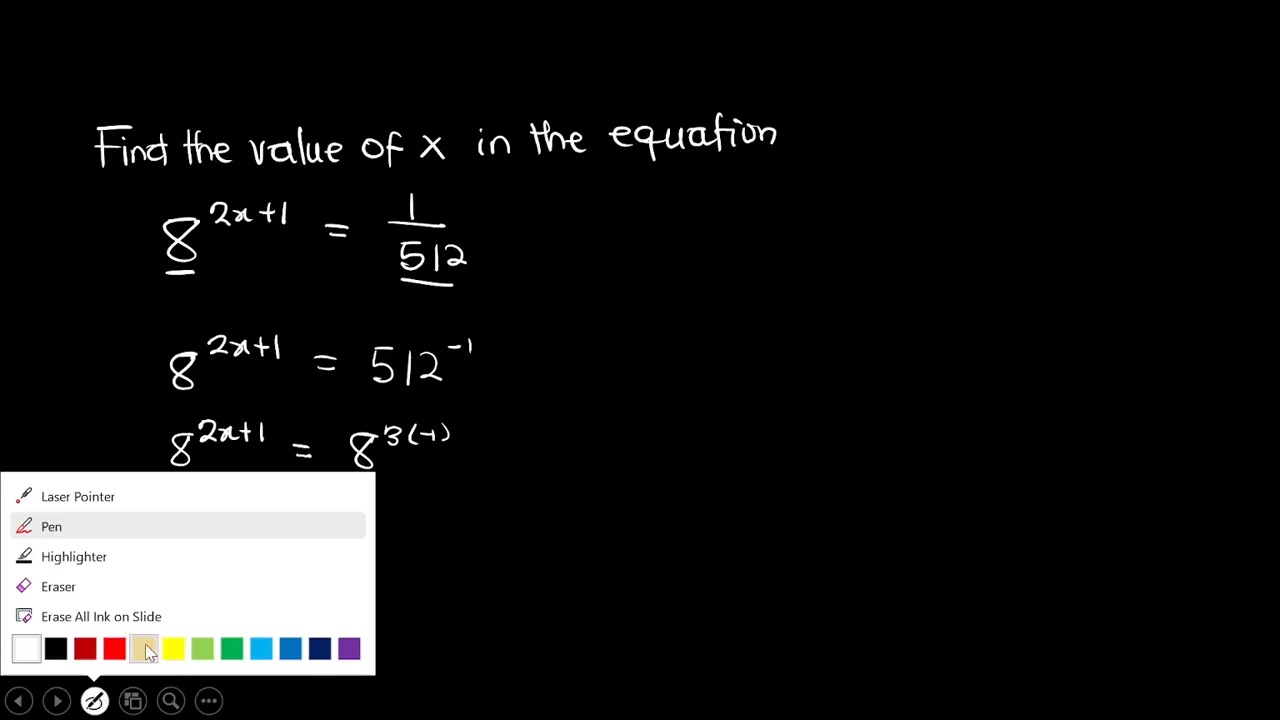 Find the value of x in the equation
8^{2x+1} = 1/512
8^{2x+1} = 512^{-1}
8^{2x+1} = 8^{3(-1)}
Laser Pointer
Pen
Highlighter
Eraser
Erase All Ink on Slide